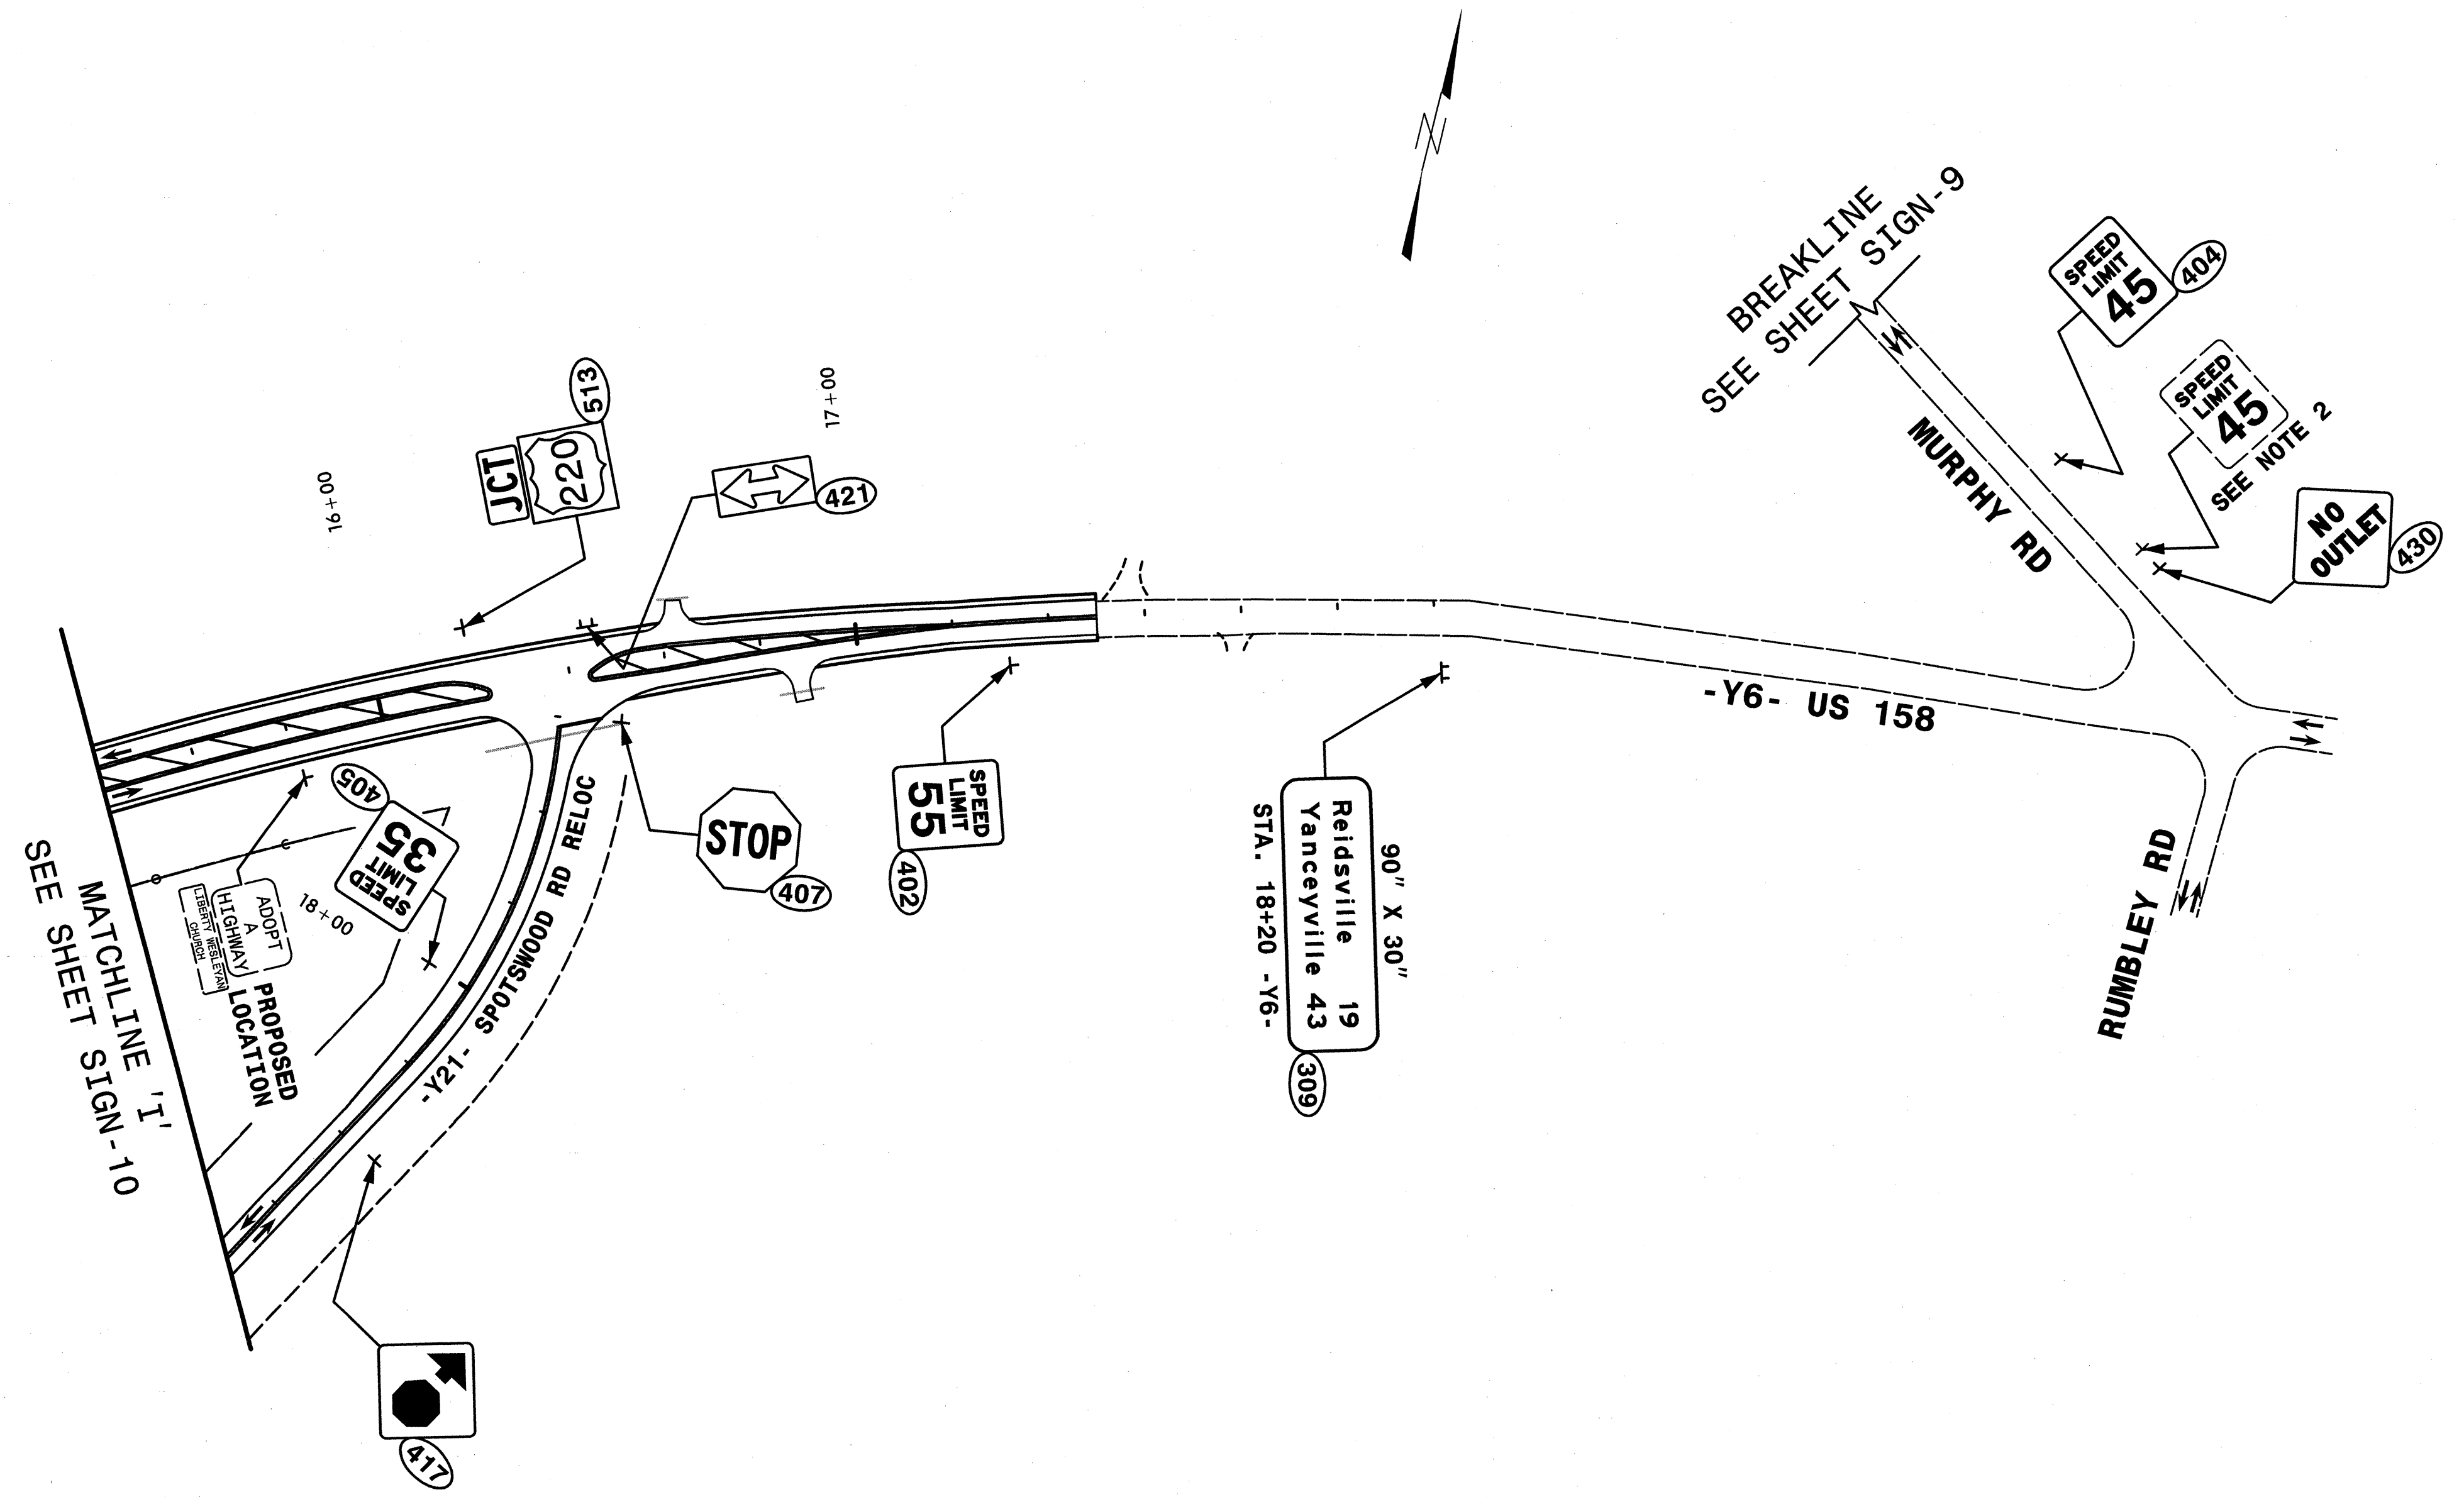 BREAKLINE
SEE SHEET SIGN-9
SPEED
LIMIT
45
404
SPEED
LIMIT
45
SEE NOTE 2
NO
OUTLET
430
MURPHY RD
513
220
JCT
421
17+00
16+00
-Y6- US 158
RUMBLEY RD
90" X 30"
Reidsville 19
Yanceyville 43
STA. 18+20 -Y6-
309
SPEED
LIMIT
55
402
STOP
407
405
SPEED
LIMIT
35
18+00
ADOPT
A
HIGHWAY
LIBERTY WESLEYAN
CHURCH
PROPOSED
LOCATION
-Y21- SPOTSWOOD RD RELOC
MATCHLINE 'I'
SEE SHEET SIGN-10
417